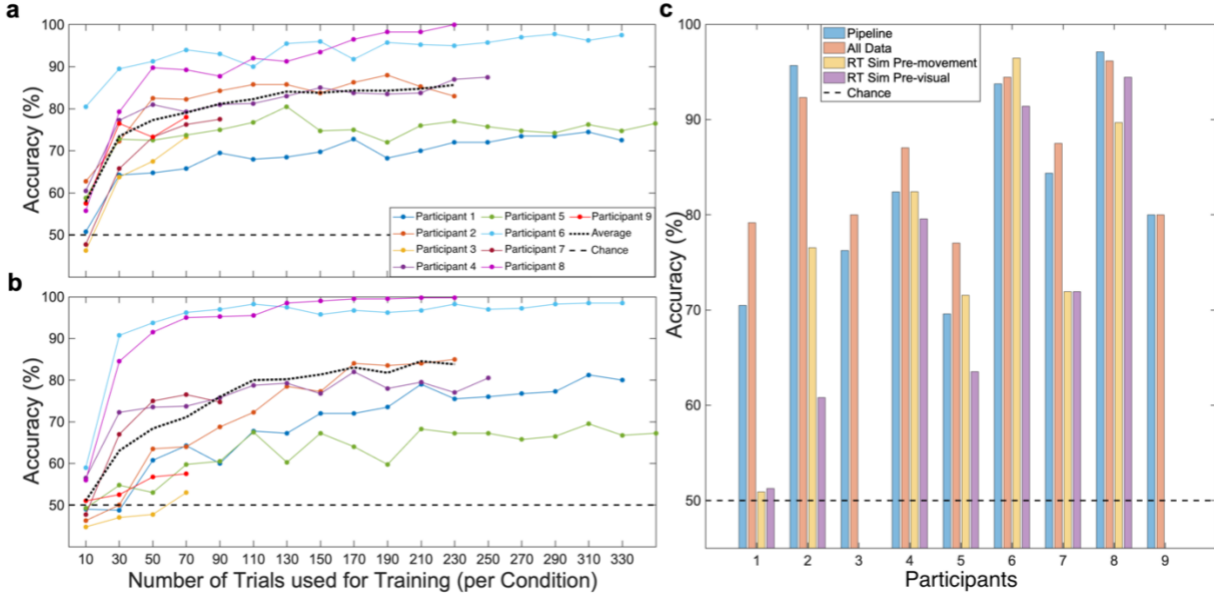 a
100
90
80
70
60
50
40
Accuracy (%)
Participant 1
Participant 2
Participant 3
Participant 4
Participant 5
Participant 6
Participant 7
Participant 8
Participant 9
Average
Chance
b
100
90
80
70
60
50
Accuracy (%)
10 30 50 70 90 110 130 150 170 190 210 230 250 270 290 310 330
Number of Trials used for Training (per Condition)
c
100
90
80
70
60
50
Accuracy (%)
Pipeline
All Data
RT Sim Pre-movement
RT Sim Pre-visual
Chance
1 2 3 4 5 6 7 8 9
Participants